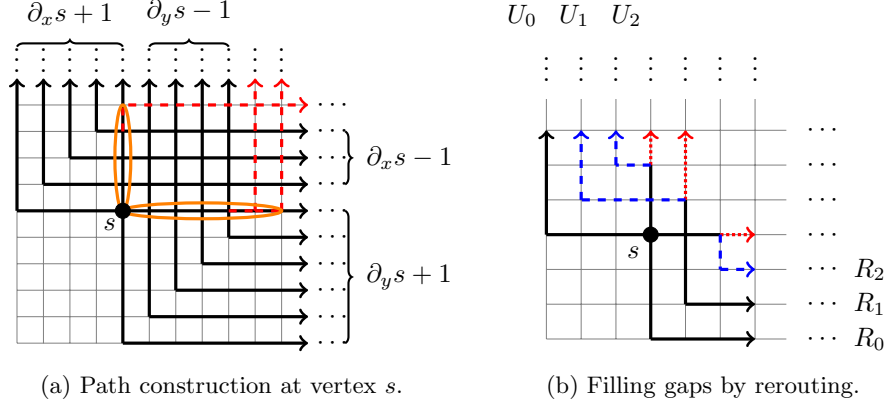 ∂ₓs + 1 ∂ᵧs − 1
∂ₓs − 1
s
∂ᵧs + 1
(a) Path construction at vertex s.
U₀ U₁ U₂
s
R₂
R₁
R₀
(b) Filling gaps by rerouting.